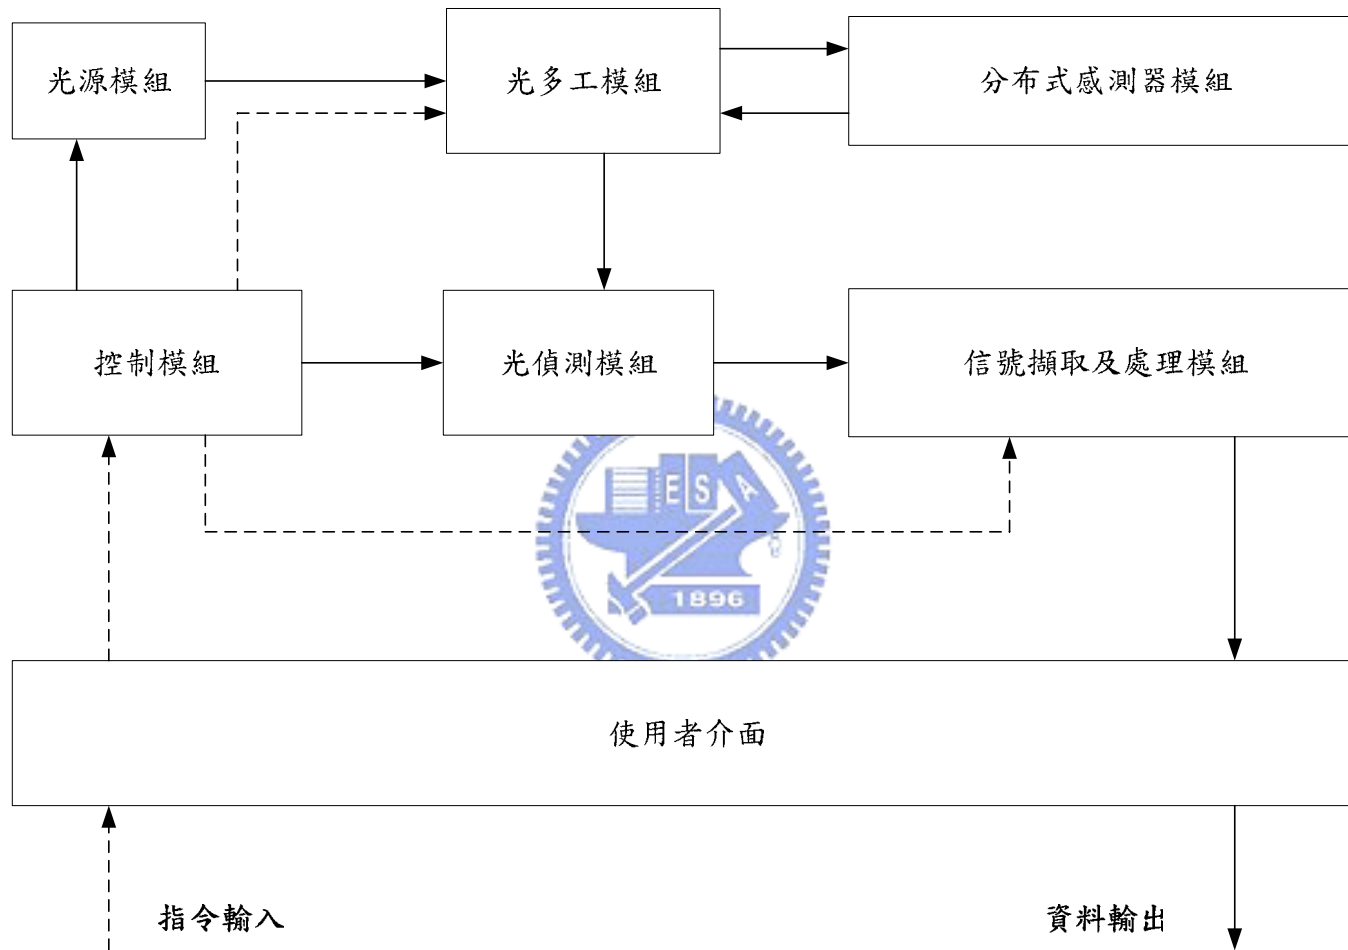 光源模組
光多工模組
分布式感測器模組
控制模組
光偵測模組
信號擷取及處理模組
E S A
1896
使用者介面
指令輸入
資料輸出